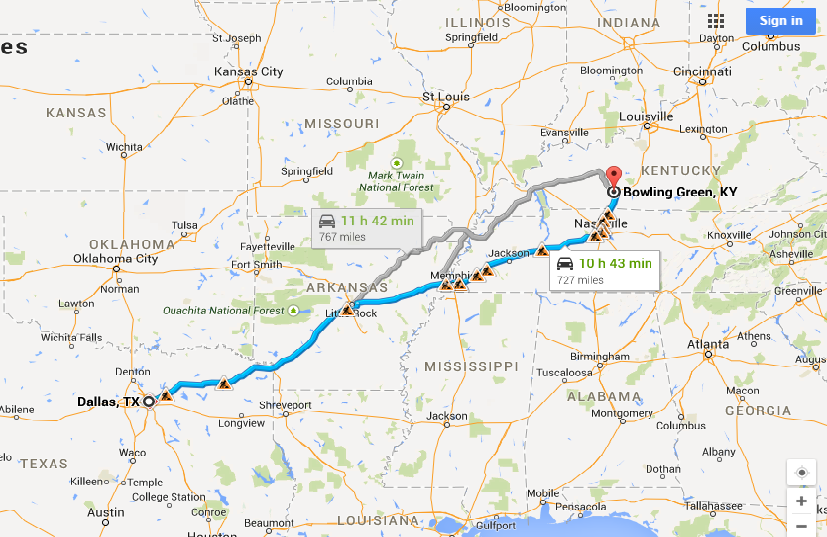 Bloomington
ILLINOIS
INDIANA
Sign in
es
St Joseph
Springfield
Dayton
Columbus
Kansas City
Bloomington
Cincinnati
Olathe
Columbia
St Louis
KANSAS
MISSOURI
Louisville
Evansville
Lexington
Wichita
Mark Twain
National Forest
Springfield
KENTUCKY
Bowling Green, KY
11 h 42 min
767 miles
Tulsa
Nashville
Knoxville
Johnson City
OKLAHOMA
Fayetteville
Jackson
Asheville
Oklahoma City
Fort Smith
10 h 43 min
727 miles
Norman
Memphis
ARKANSAS
Greenville
Lawton
Ouachita National Forest
Little Rock
Wichita Falls
Atlanta
Athens
MISSISSIPPI
Birmingham
Augus
Denton
Tuscaloosa
Dallas, TX
Macon
ALABAMA
Abilene
Shreveport
Jackson
Montgomery
GEORGIA
Longview
Columbus
Waco
Albany
TEXAS
Dothan
Killeen
Temple
College Station
Mobile
Tallahassee
Austin
Conroe
Pensacola
Beaumont
LOUISIANA
Gulfport
Houston